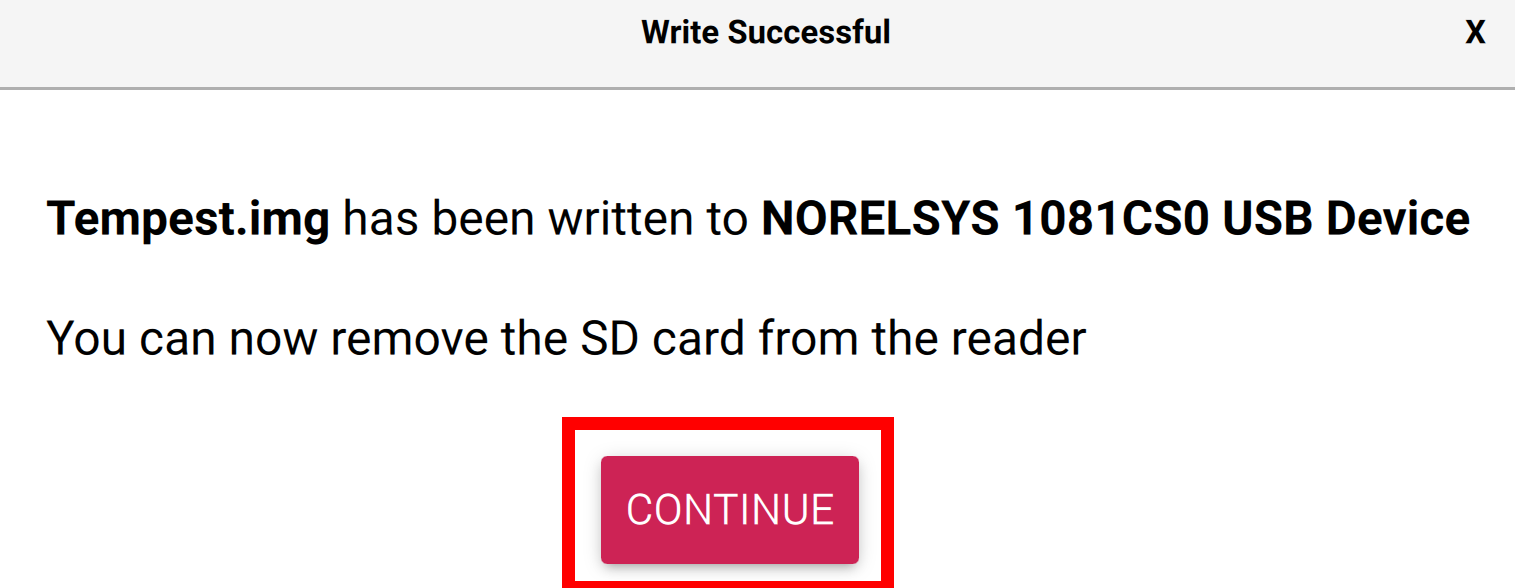 Write Successful X
Tempest.img has been written to NORELSYS 1081CS0 USB Device
You can now remove the SD card from the reader
CONTINUE